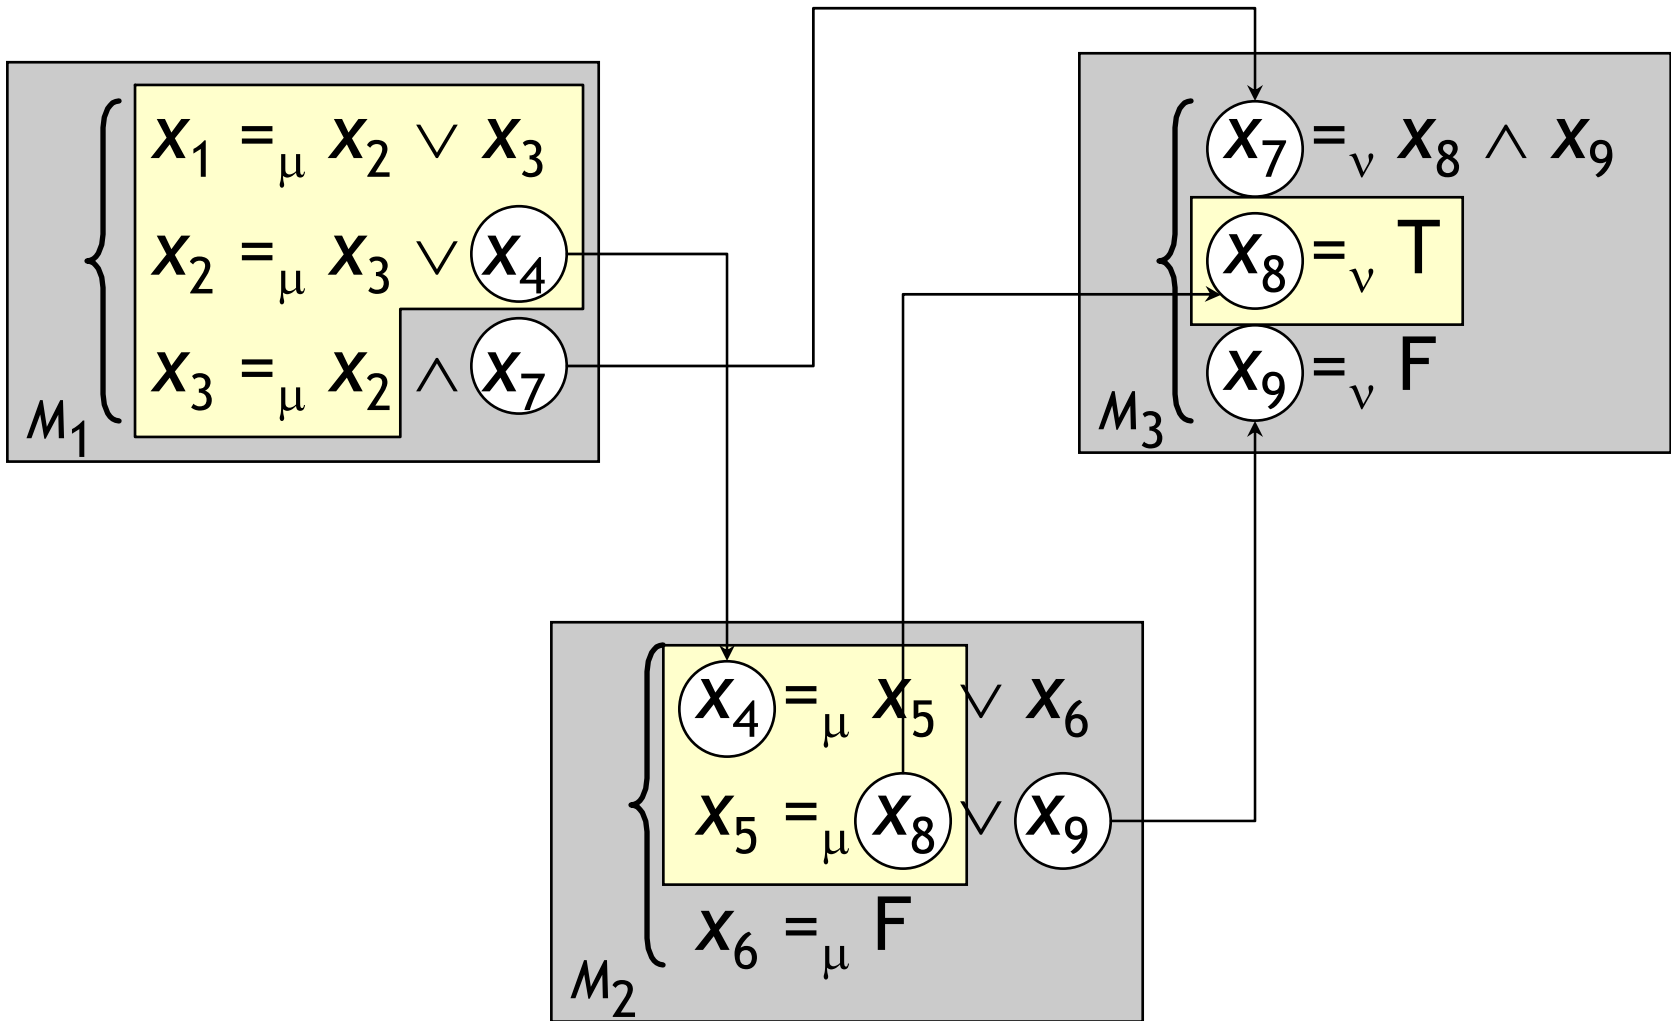 x₁ =μ x₂ ∨ x₃
x₂ =μ x₃ ∨ x₄
x₃ =μ x₂ ∧ x₇
M₁
x₇ =ν x₈ ∧ x₉
x₈ =ν T
x₉ =ν F
M₃
x₄ =μ x₅ ∨ x₆
x₅ =μ x₈ ∨ x₉
x₆ =μ F
M₂